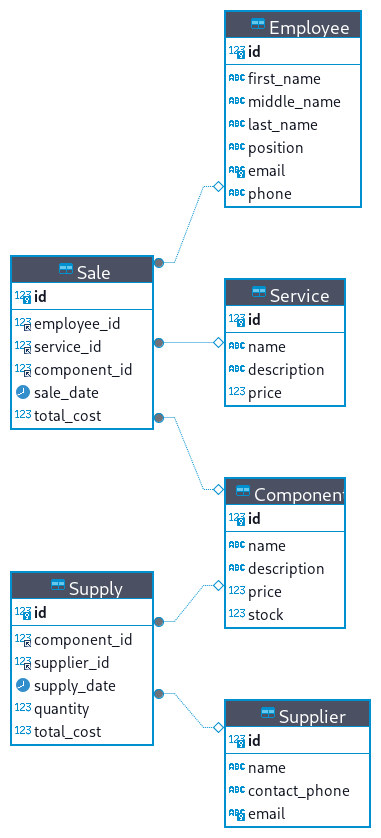 Employee
id
first_name
middle_name
last_name
position
email
phone
Sale
id
employee_id
service_id
component_id
sale_date
total_cost
Service
id
name
description
price
Component
id
name
description
price
stock
Supply
id
component_id
supplier_id
supply_date
quantity
total_cost
Supplier
id
name
contact_phone
email